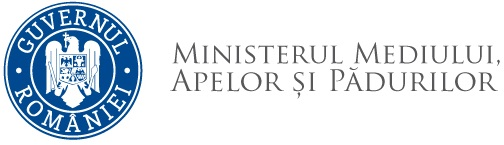 GUVERNUL
ROMÂNIEI
MINISTERUL MEDIULUI,
APELOR ȘI PĂDURILOR